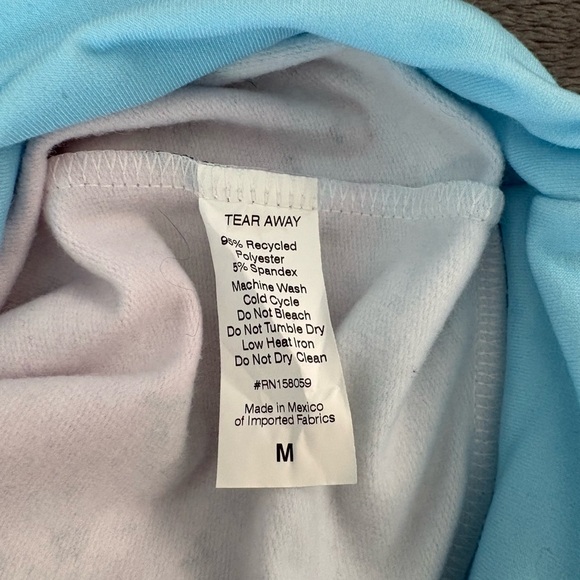 TEAR AWAY
95% Recycled
Polyester
5% Spandex
Machine Wash
Cold Cycle
Do Not Bleach
Do Not Tumble Dry
Low Heat Iron
Do Not Dry Clean
#RN158059
Made in Mexico
of Imported Fabrics
M